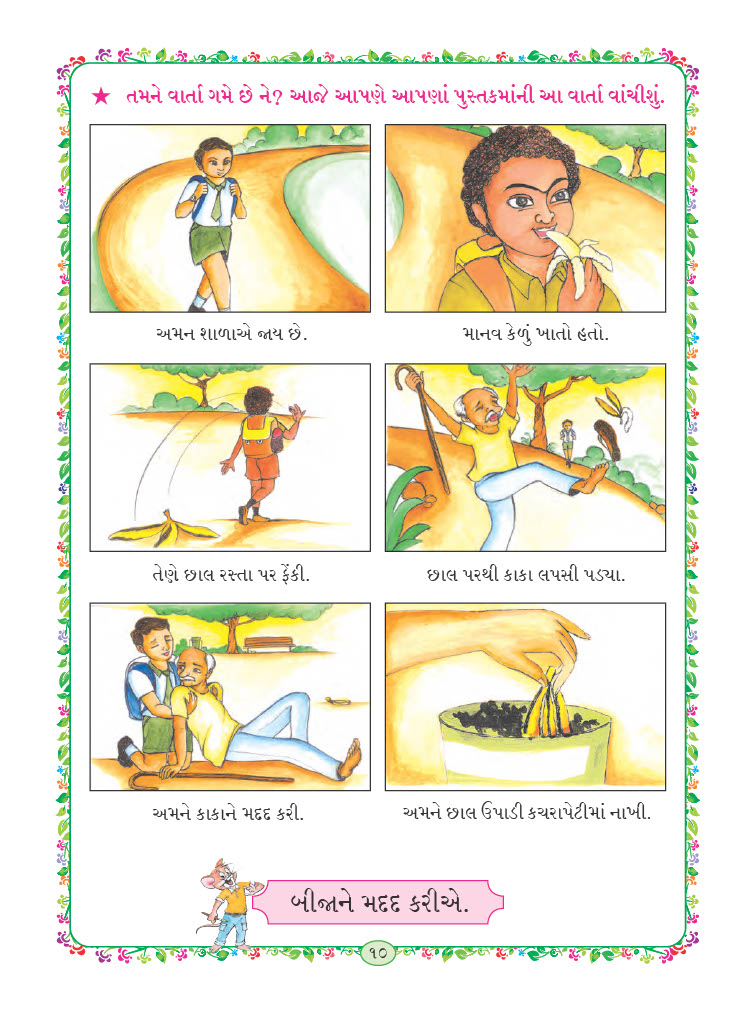 ★ તમને વાર્તા ગમે છે ને? આજે આપણે આપણાં પુસ્તકમાંની આ વાર્તા વાંચીશું.
અમન શાળાએ જાય છે.
માનવ કેળું ખાતો હતો.
તેણે છાલ રસ્તા પર ફેંકી.
છાલ પરથી કાકા લપસી પડ્યા.
અમને કાકાને મદદ કરી.
અમને છાલ ઉપાડી કચરાપેટીમાં નાખી.
બીજાને મદદ કરીએ.
૧૦